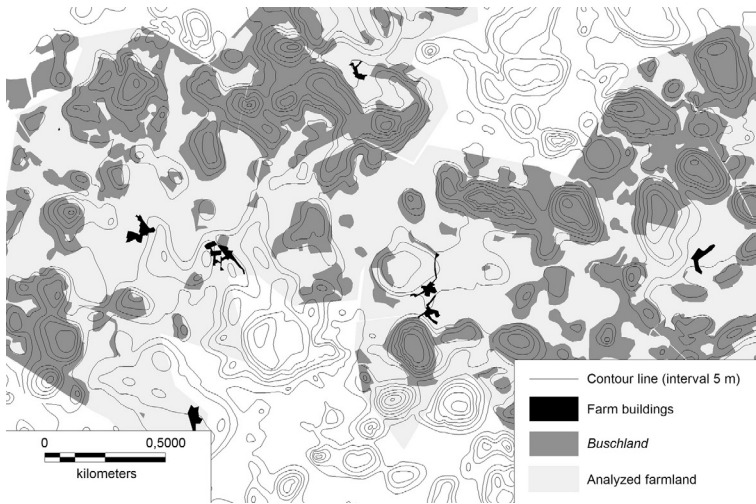 Contour line (interval 5 m)
Farm buildings
Buschland
Analyzed farmland
0 0,5000
kilometers